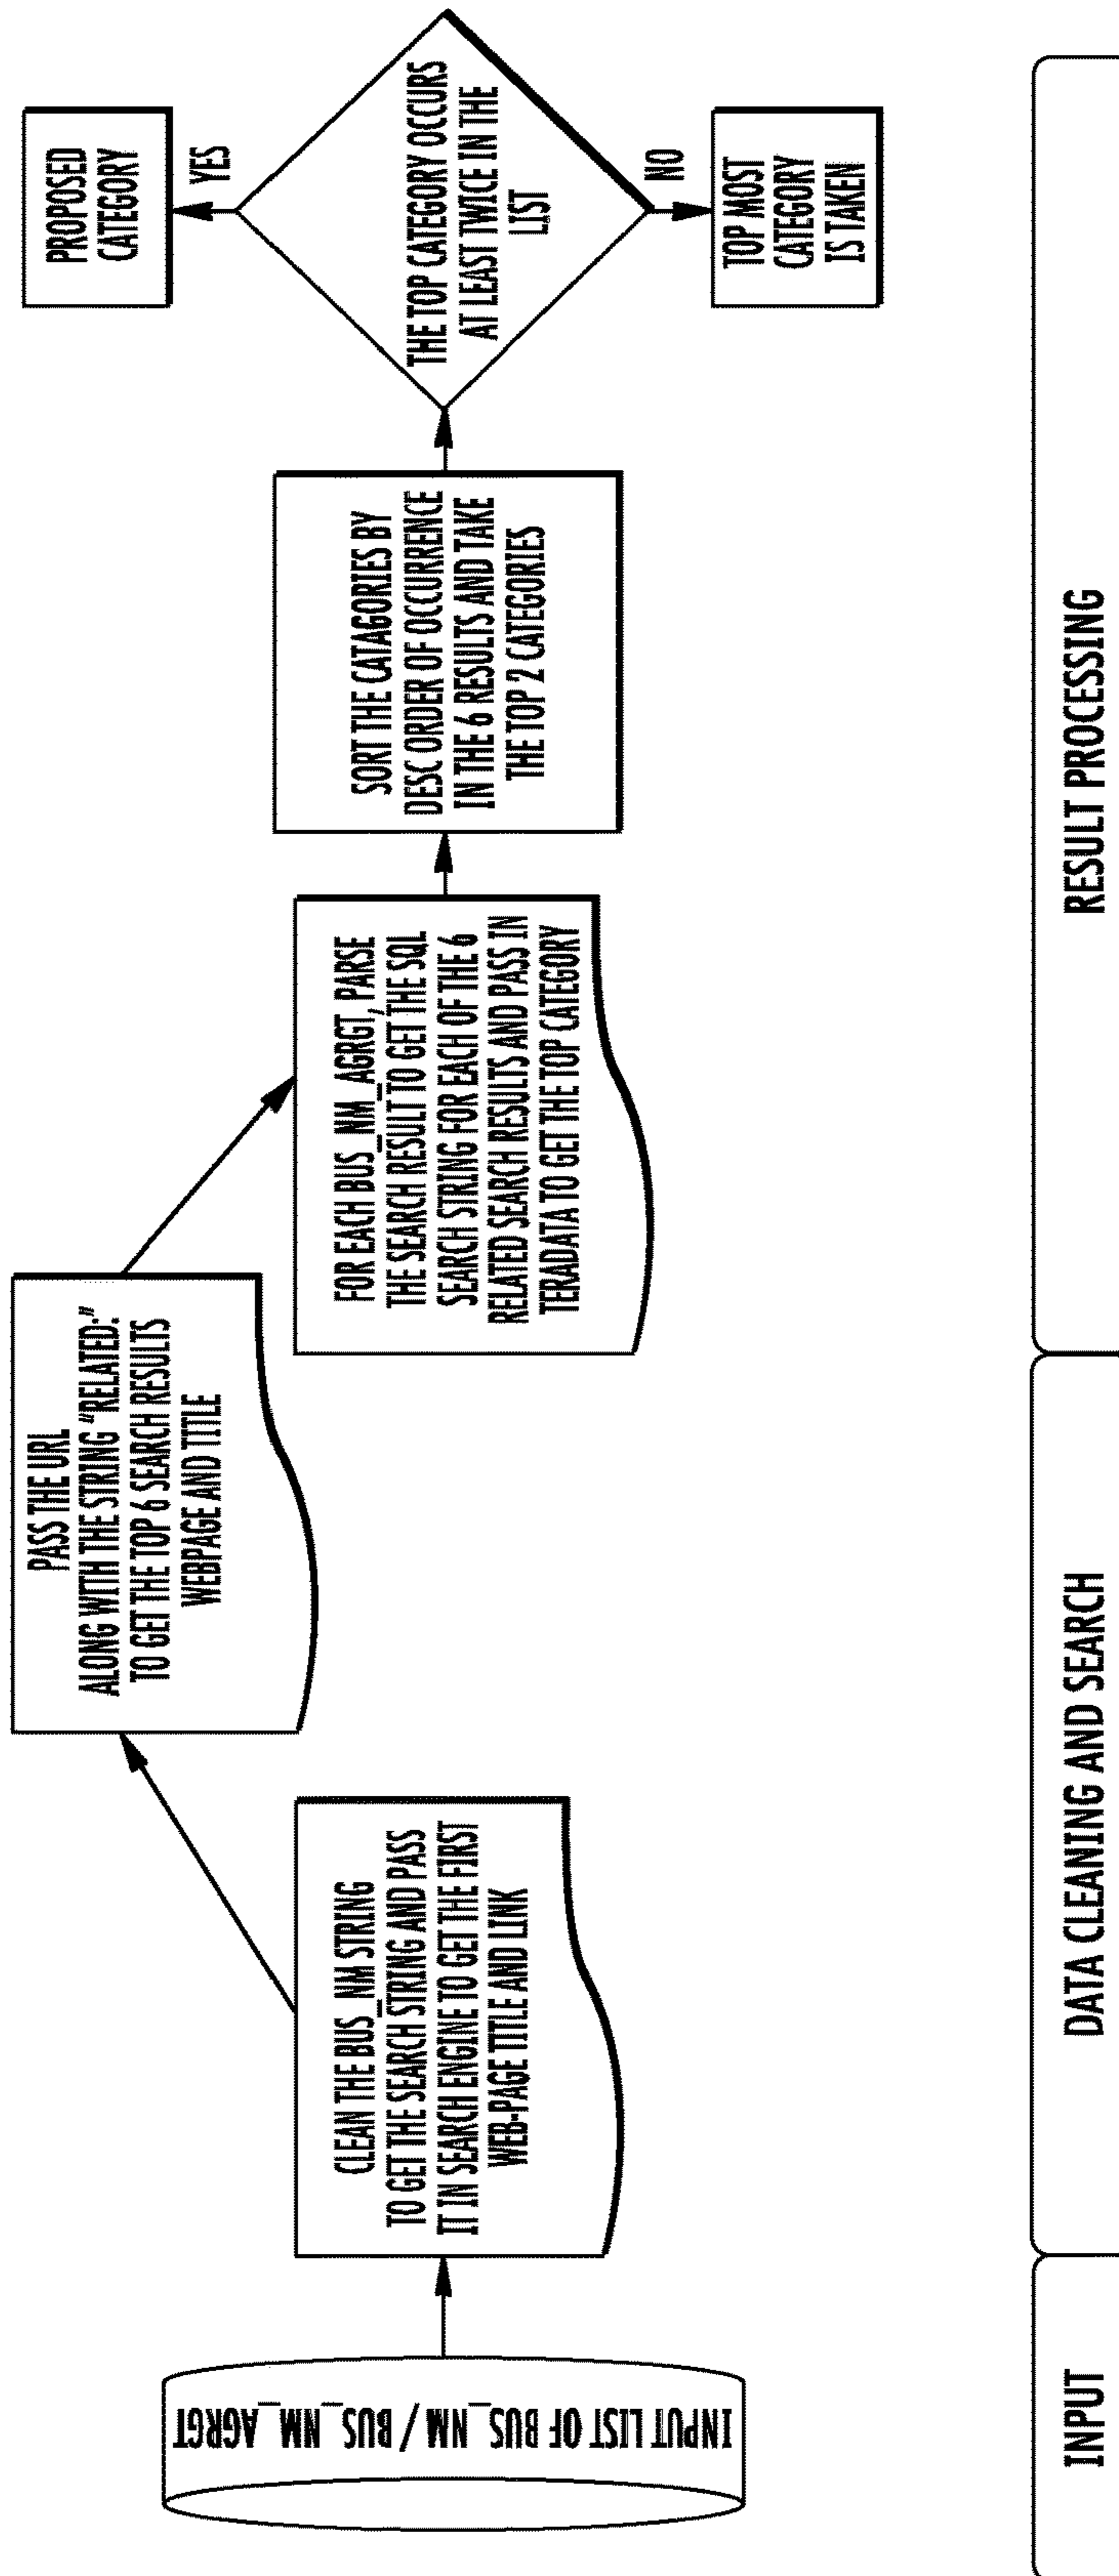 INPUT LIST OF BUS_NM / BUS_NM_AGRGT
CLEAN THE BUS_NM STRING
TO GET THE SEARCH STRING AND PASS
IT IN SEARCH ENGINE TO GET THE FIRST
WEB-PAGE TITLE AND LINK
PASS THE URL
ALONG WITH THE STRING "RELATED:"
TO GET THE TOP 6 SEARCH RESULTS
WEBPAGE AND TITLE
FOR EACH BUS_NM_AGRGT, PARSE
THE SEARCH RESULT TO GET THE SQL
SEARCH STRING FOR EACH OF THE 6
RELATED SEARCH RESULTS AND PASS IN
TERADATA TO GET THE TOP CATEGORY
SORT THE CATAGORIES BY
DESC ORDER OF OCCURRENCE
IN THE 6 RESULTS AND TAKE
THE TOP 2 CATEGORIES
THE TOP CATEGORY OCCURS
AT LEAST TWICE IN THE
LIST
YES
PROPOSED
CATEGORY
NO
TOP MOST
CATEGORY
IS TAKEN
INPUT
DATA CLEANING AND SEARCH
RESULT PROCESSING